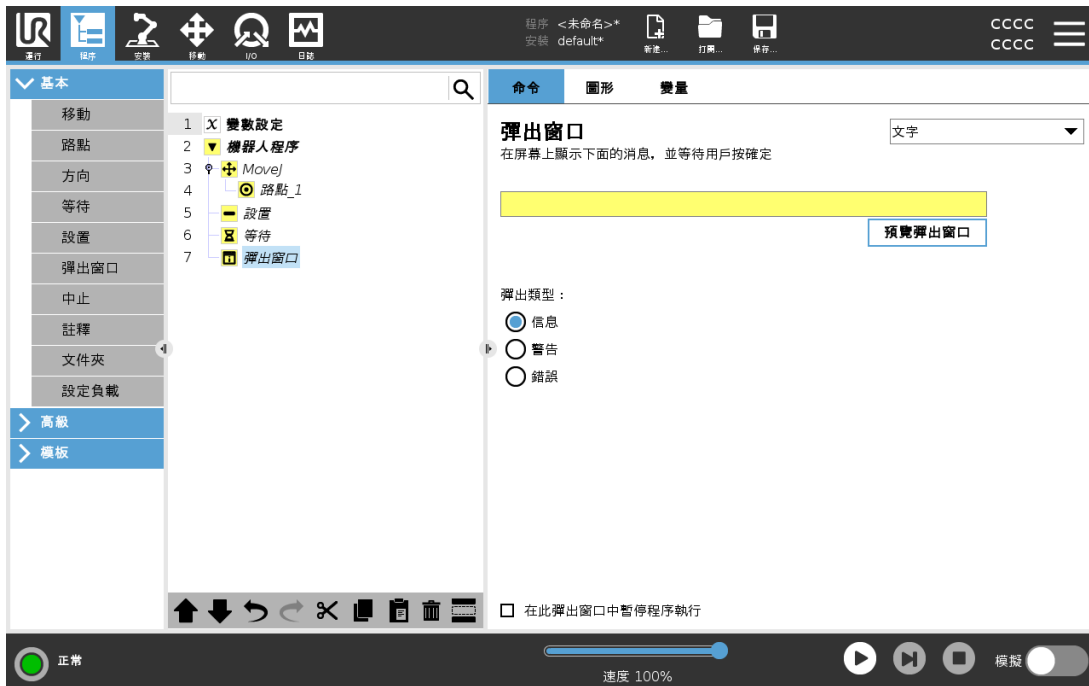 程序 <未命名>*
安裝 default*
運行
程序
安裝
移動
I/O
日誌
新建...
打開...
保存...
CCCC
CCCC
基本
移動
路點
方向
等待
設置
彈出窗口
中止
註釋
文件夾
設定負載
高級
模板
1 X 變數設定
2 機器人程序
3 MoveJ
4 路點_1
5 設置
6 等待
7 彈出窗口
命令 圖形 變量
彈出窗口
文字
在屏幕上顯示下面的消息，並等待用戶按確定
預覽彈出窗口
彈出類型：
信息
警告
錯誤
在此彈出窗口中暫停程序執行
正常
速度 100%
模擬